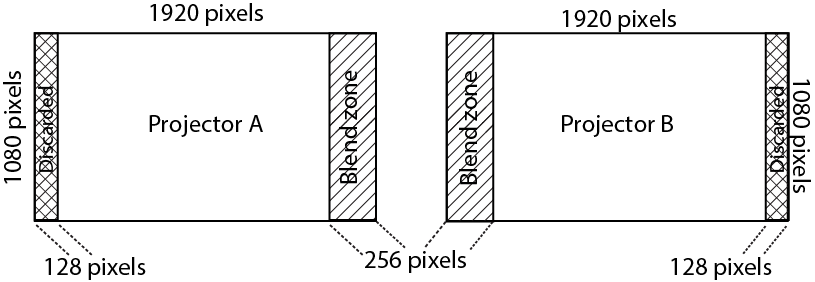 1920 pixels
1920 pixels
1080 pixels
Discarded
Projector A
Blend zone
Blend zone
Projector B
Discarded
1080 pixels
128 pixels
256 pixels
128 pixels